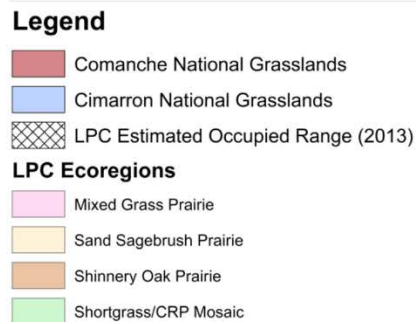 Legend
Comanche National Grasslands
Cimarron National Grasslands
LPC Estimated Occupied Range (2013)
LPC Ecoregions
Mixed Grass Prairie
Sand Sagebrush Prairie
Shinnery Oak Prairie
Shortgrass/CRP Mosaic